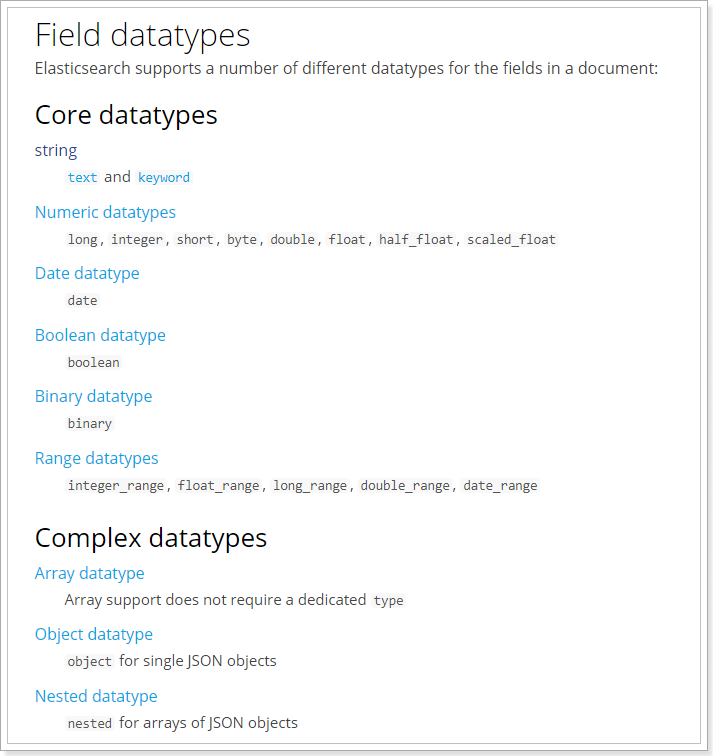 Field datatypes
Elasticsearch supports a number of different datatypes for the fields in a document:
Core datatypes
string
text and keyword
Numeric datatypes
long, integer, short, byte, double, float, half_float, scaled_float
Date datatype
date
Boolean datatype
boolean
Binary datatype
binary
Range datatypes
integer_range, float_range, long_range, double_range, date_range
Complex datatypes
Array datatype
Array support does not require a dedicated type
Object datatype
object for single JSON objects
Nested datatype
nested for arrays of JSON objects